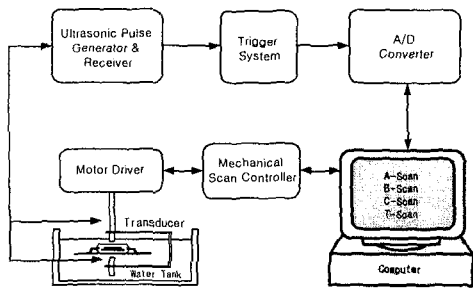 Ultrasonic Pulse
Generator &
Receiver
Trigger
System
A/D
Converter
Motor Driver
Mechanical
Scan Controller
A-Scan
B-Scan
C-Scan
T-Scan
Transducer
Water Tank
Computer